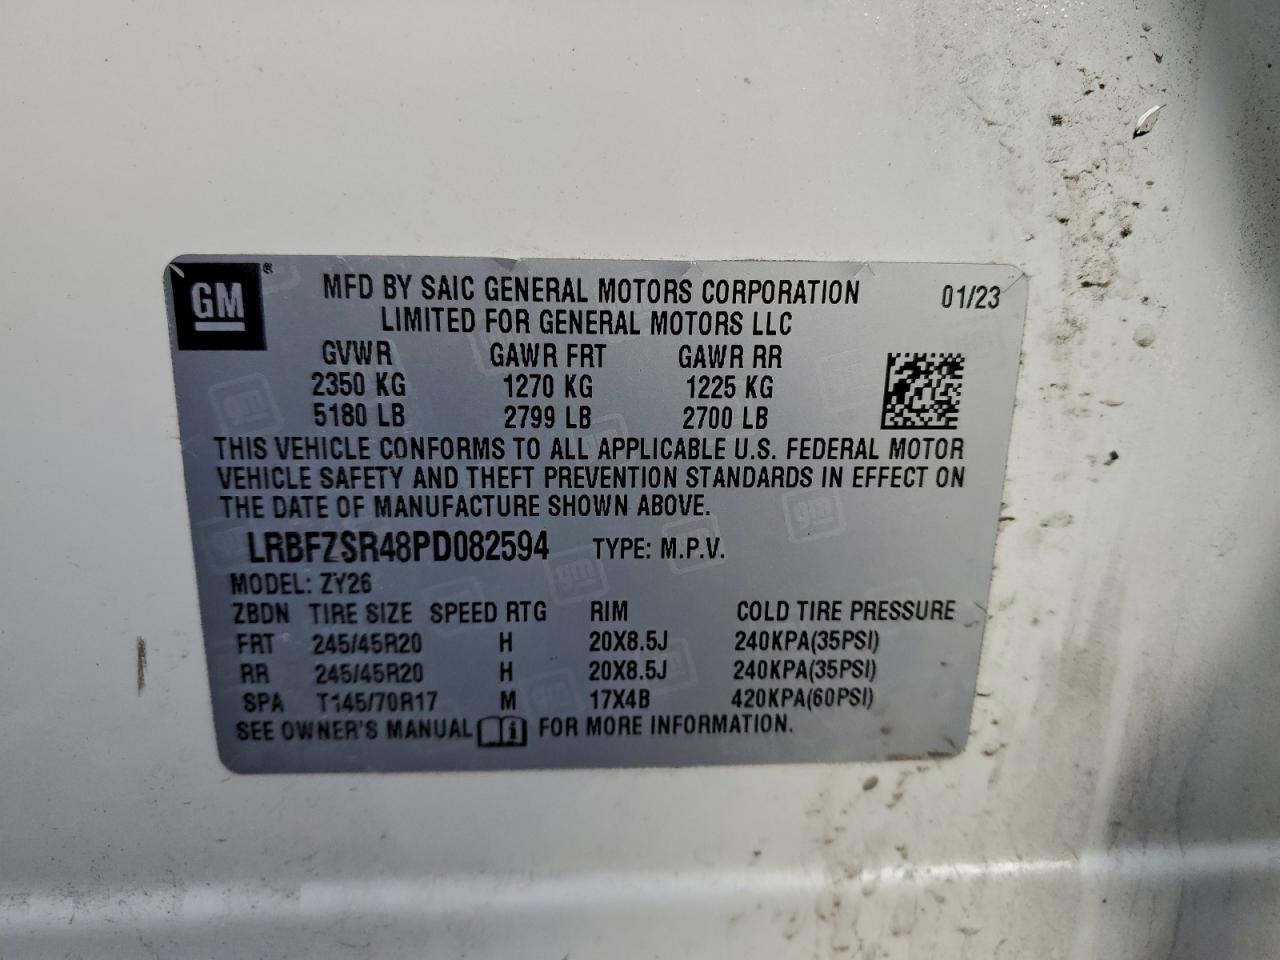 GM ®
MFD BY SAIC GENERAL MOTORS CORPORATION 01/23
LIMITED FOR GENERAL MOTORS LLC
GVWR GAWR FRT GAWR RR
2350 KG 1270 KG 1225 KG
5180 LB 2799 LB 2700 LB
THIS VEHICLE CONFORMS TO ALL APPLICABLE U.S. FEDERAL MOTOR
VEHICLE SAFETY AND THEFT PREVENTION STANDARDS IN EFFECT ON
THE DATE OF MANUFACTURE SHOWN ABOVE.
LRBFZSR48PD082594 TYPE: M.P.V.
MODEL: ZY26
ZBDN TIRE SIZE SPEED RTG RIM COLD TIRE PRESSURE
FRT 245/45R20 H 20X8.5J 240KPA(35PSI)
RR 245/45R20 H 20X8.5J 240KPA(35PSI)
SPA T145/70R17 M 17X4B 420KPA(60PSI)
SEE OWNER'S MANUAL FOR MORE INFORMATION.